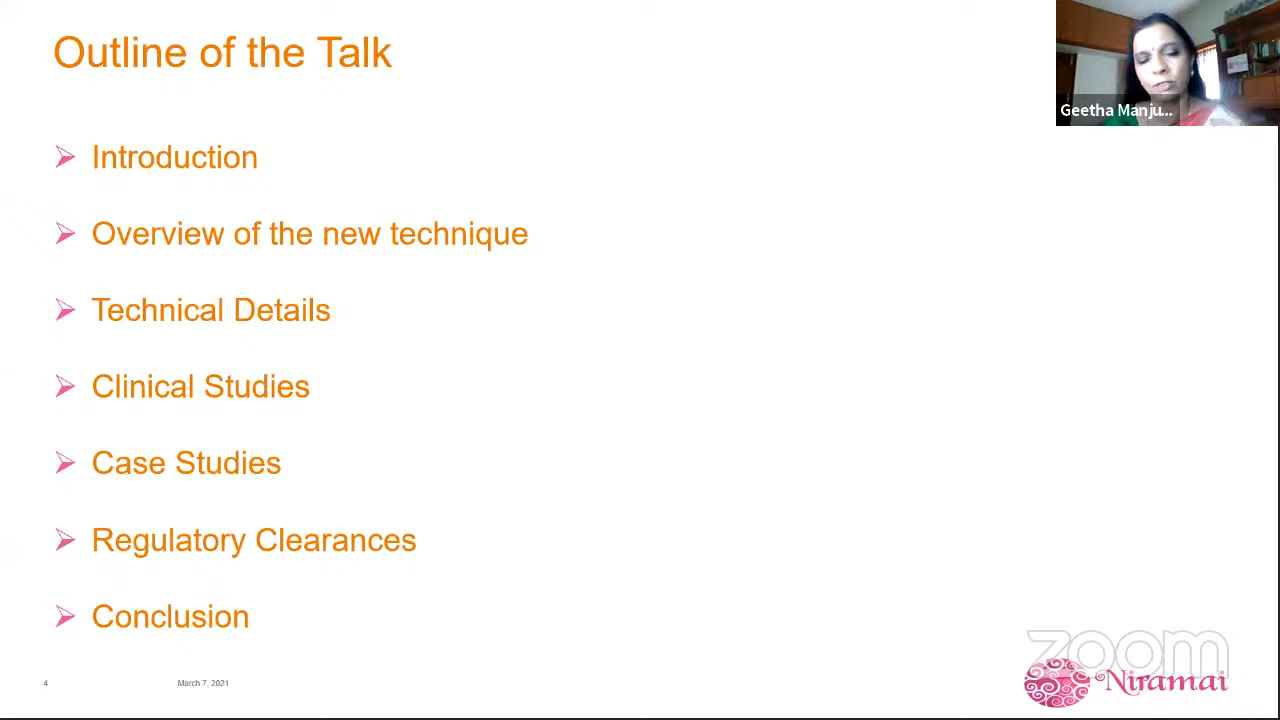 Outline of the Talk
Geetha Manju...
Introduction
Overview of the new technique
Technical Details
Clinical Studies
Case Studies
Regulatory Clearances
Conclusion
zoom
Niramai
4
March 7, 2021